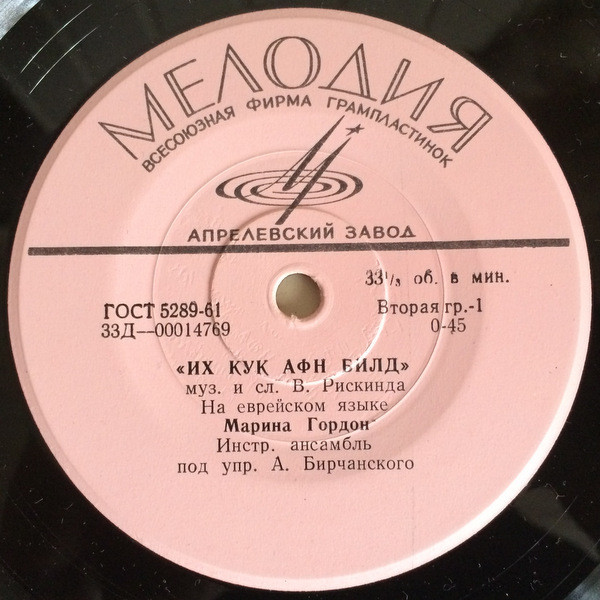 МЕЛОДИЯ
ВСЕСОЮЗНАЯ ФИРМА ГРАМПЛАСТИНОК
АПРЕЛЕВСКИЙ ЗАВОД
33⅓ об. в мин.
ГОСТ 5289-61
Вторая гр.-1
33Д—00014769
0-45
«ИХ КУК АФН БИЛД»
муз. и сл. В. Рискинда
На еврейском языке
Марина Гордон
Инстр. ансамбль
под упр. А. Бирчанского